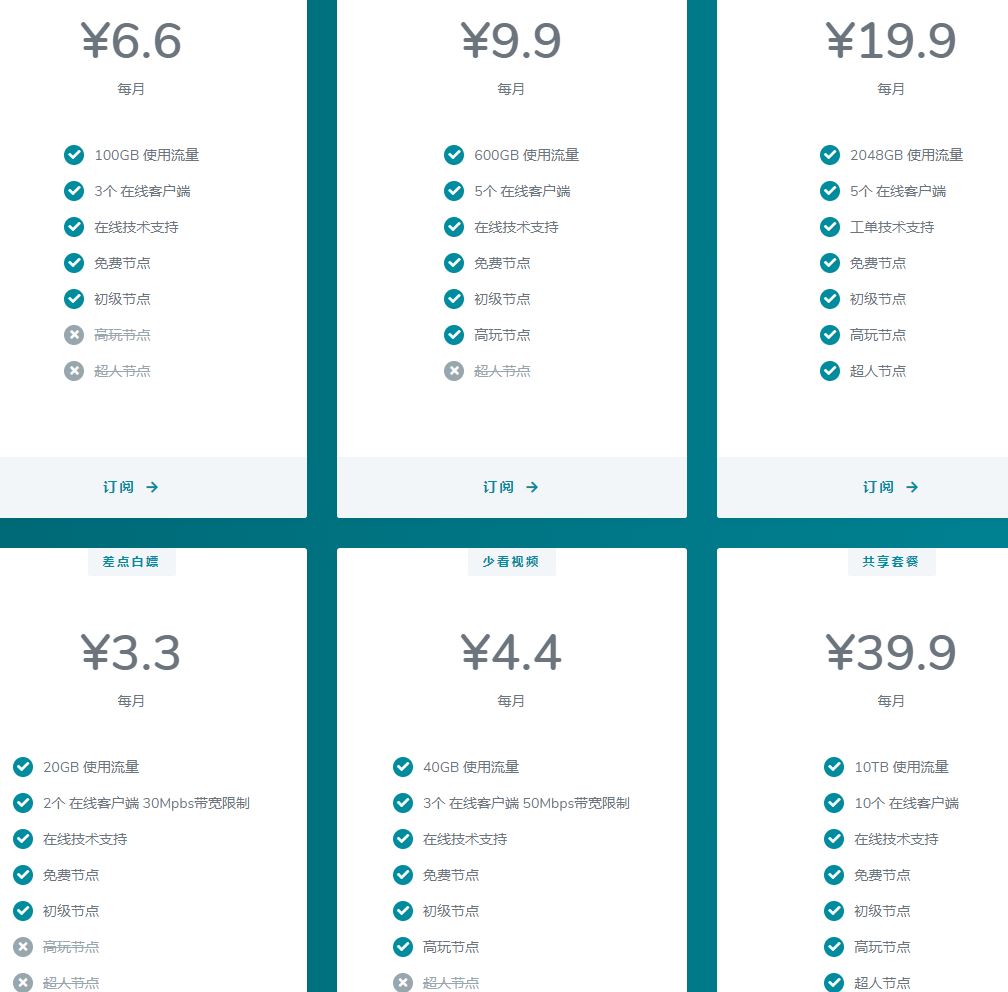 ¥6.6
每月
100GB 使用流量
3个 在线客户端
在线技术支持
免费节点
初级节点
高玩节点
超人节点
订阅 →
¥9.9
每月
600GB 使用流量
5个 在线客户端
在线技术支持
免费节点
初级节点
高玩节点
超人节点
订阅 →
¥19.9
每月
2048GB 使用流量
5个 在线客户端
工单技术支持
免费节点
初级节点
高玩节点
超人节点
订阅 →
差点白嫖
¥3.3
每月
20GB 使用流量
2个 在线客户端 30Mpbs带宽限制
在线技术支持
免费节点
初级节点
高玩节点
超人节点
少看视频
¥4.4
每月
40GB 使用流量
3个 在线客户端 50Mbps带宽限制
在线技术支持
免费节点
初级节点
高玩节点
超人节点
共享套餐
¥39.9
每月
10TB 使用流量
10个 在线客户端
在线技术支持
免费节点
初级节点
高玩节点
超人节点